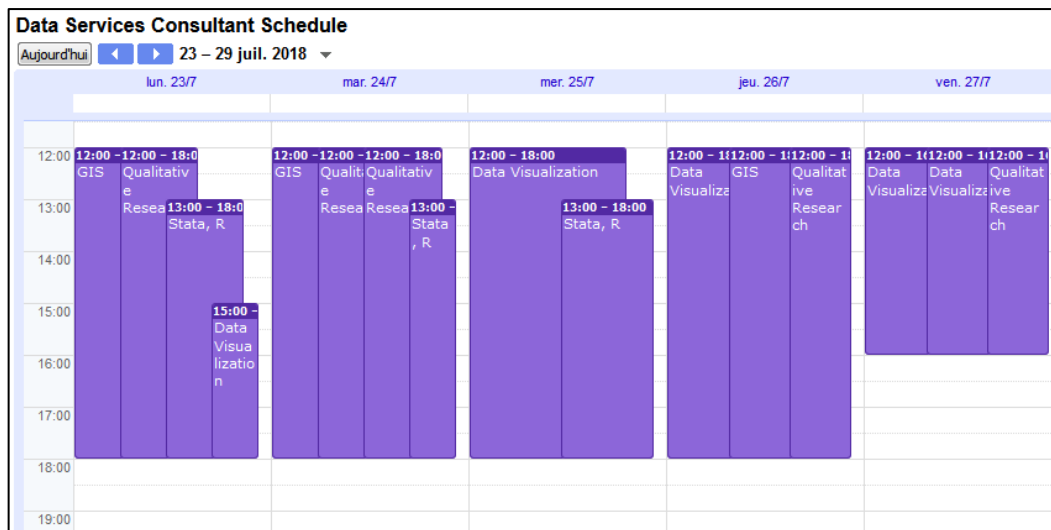 Data Services Consultant Schedule
Aujourd'hui 23 – 29 juil. 2018
lun. 23/7 mar. 24/7 mer. 25/7 jeu. 26/7 ven. 27/7
12:00
13:00
14:00
15:00
16:00
17:00
18:00
19:00
12:00 –
GIS
12:00 – 18:0
Qualitativ
e
Resea
13:00 – 18:0
Stata, R
15:00 –
Data
Visua
lizatio
n
12:00 –
GIS
12:00 –
Qualit
e
Resea
12:00 – 18:0
Qualitativ
e
Resea
13:00 –
Stata
, R
12:00 – 18:00
Data Visualization
13:00 – 18:00
Stata, R
12:00 – 18
Data
Visualiza
12:00 – 18
GIS
12:00 – 18
Qualitat
ive
Resear
ch
12:00 – 16
Data
Visualiza
12:00 – 16
Data
Visualiza
12:00 – 16
Qualitat
ive
Resear
ch